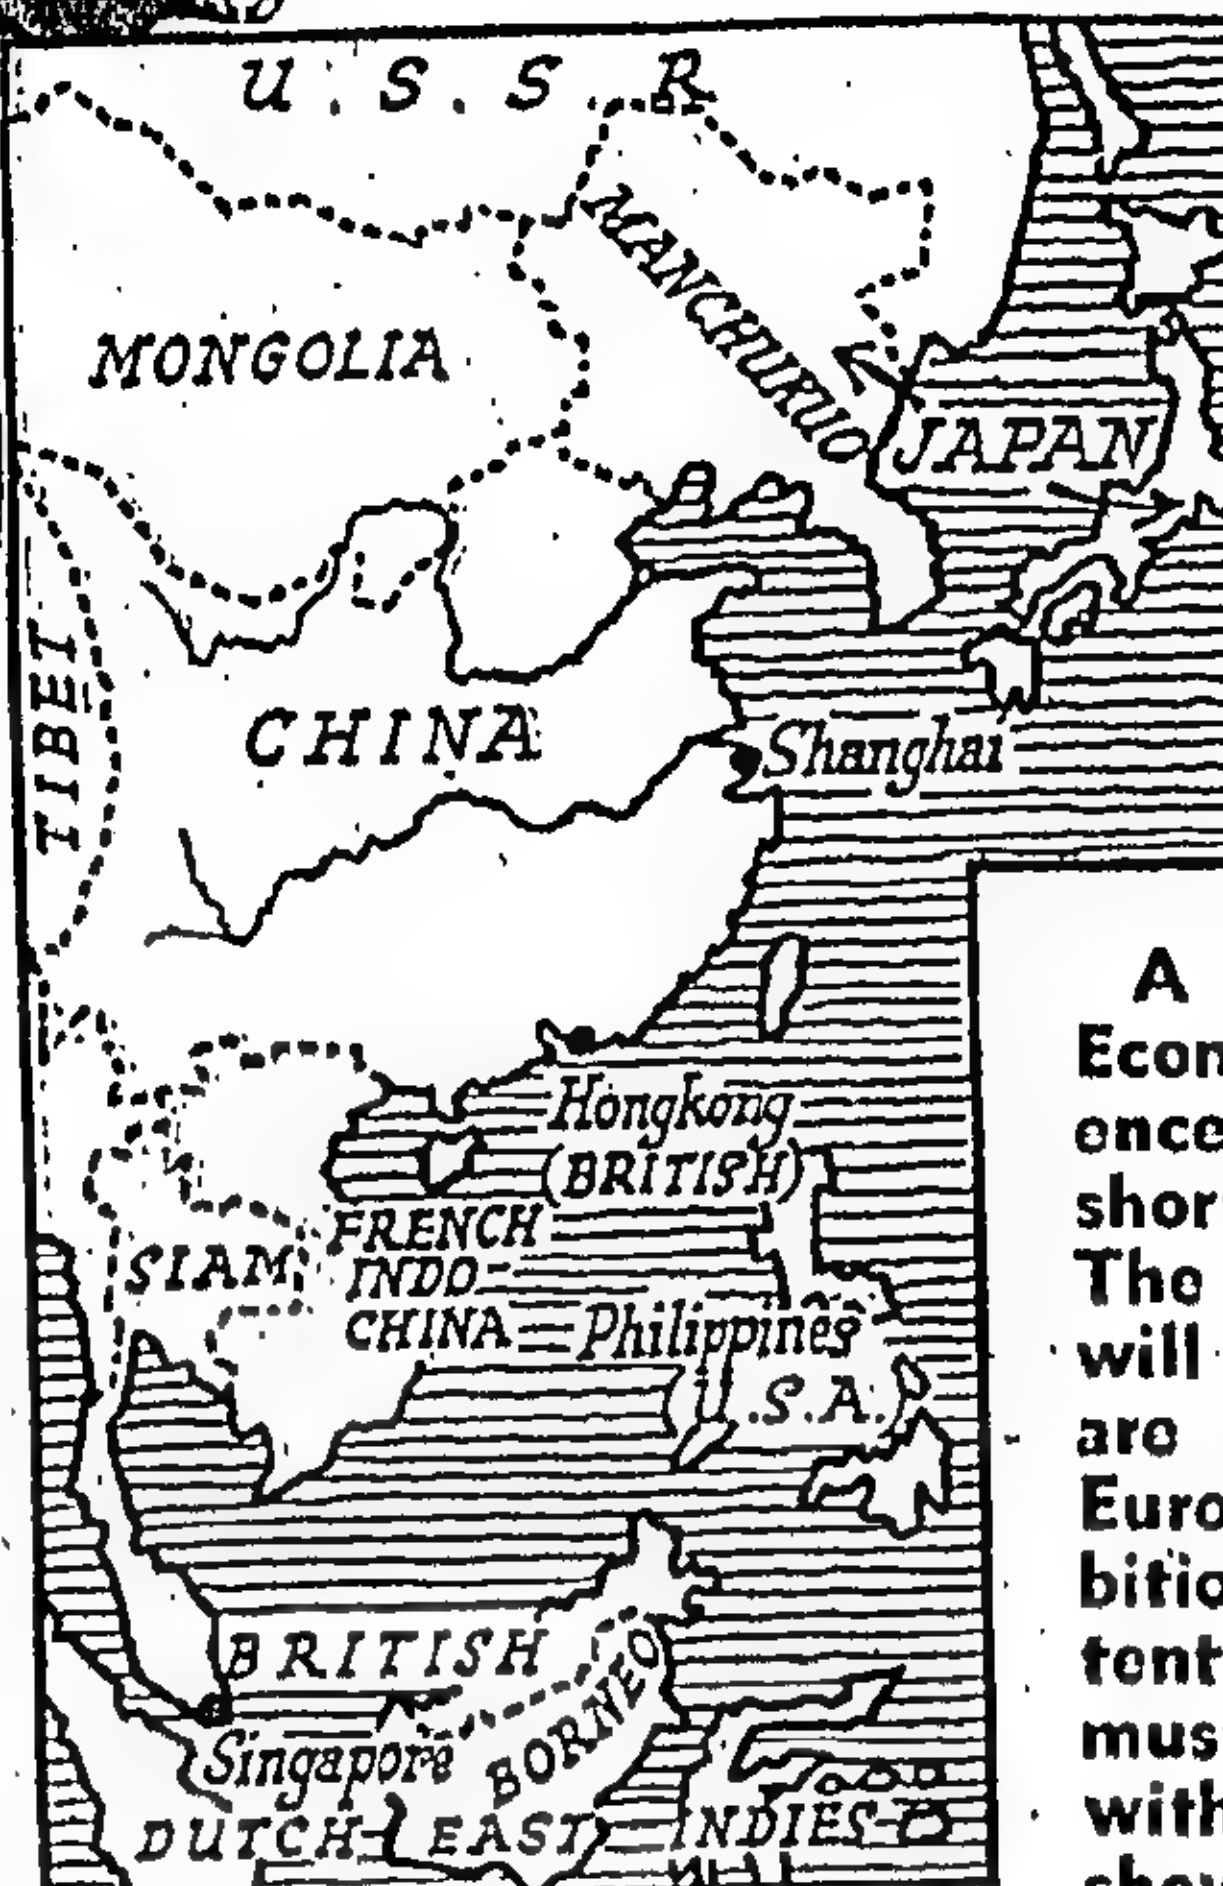 U.S.S.R
MANCHUKUO
MONGOLIA
JAPAN
TIBET
CHINA
Shanghai
Hongkong
(BRITISH)
FRENCH
INDO-
CHINA
SIAM
Philippines
(U.S.A.)
BRITISH
BORNEO
Singapore
DUTCH EAST INDIES
A
Econ
once
shor
The
will
are
Euro
bitio
tent
mus
with
show